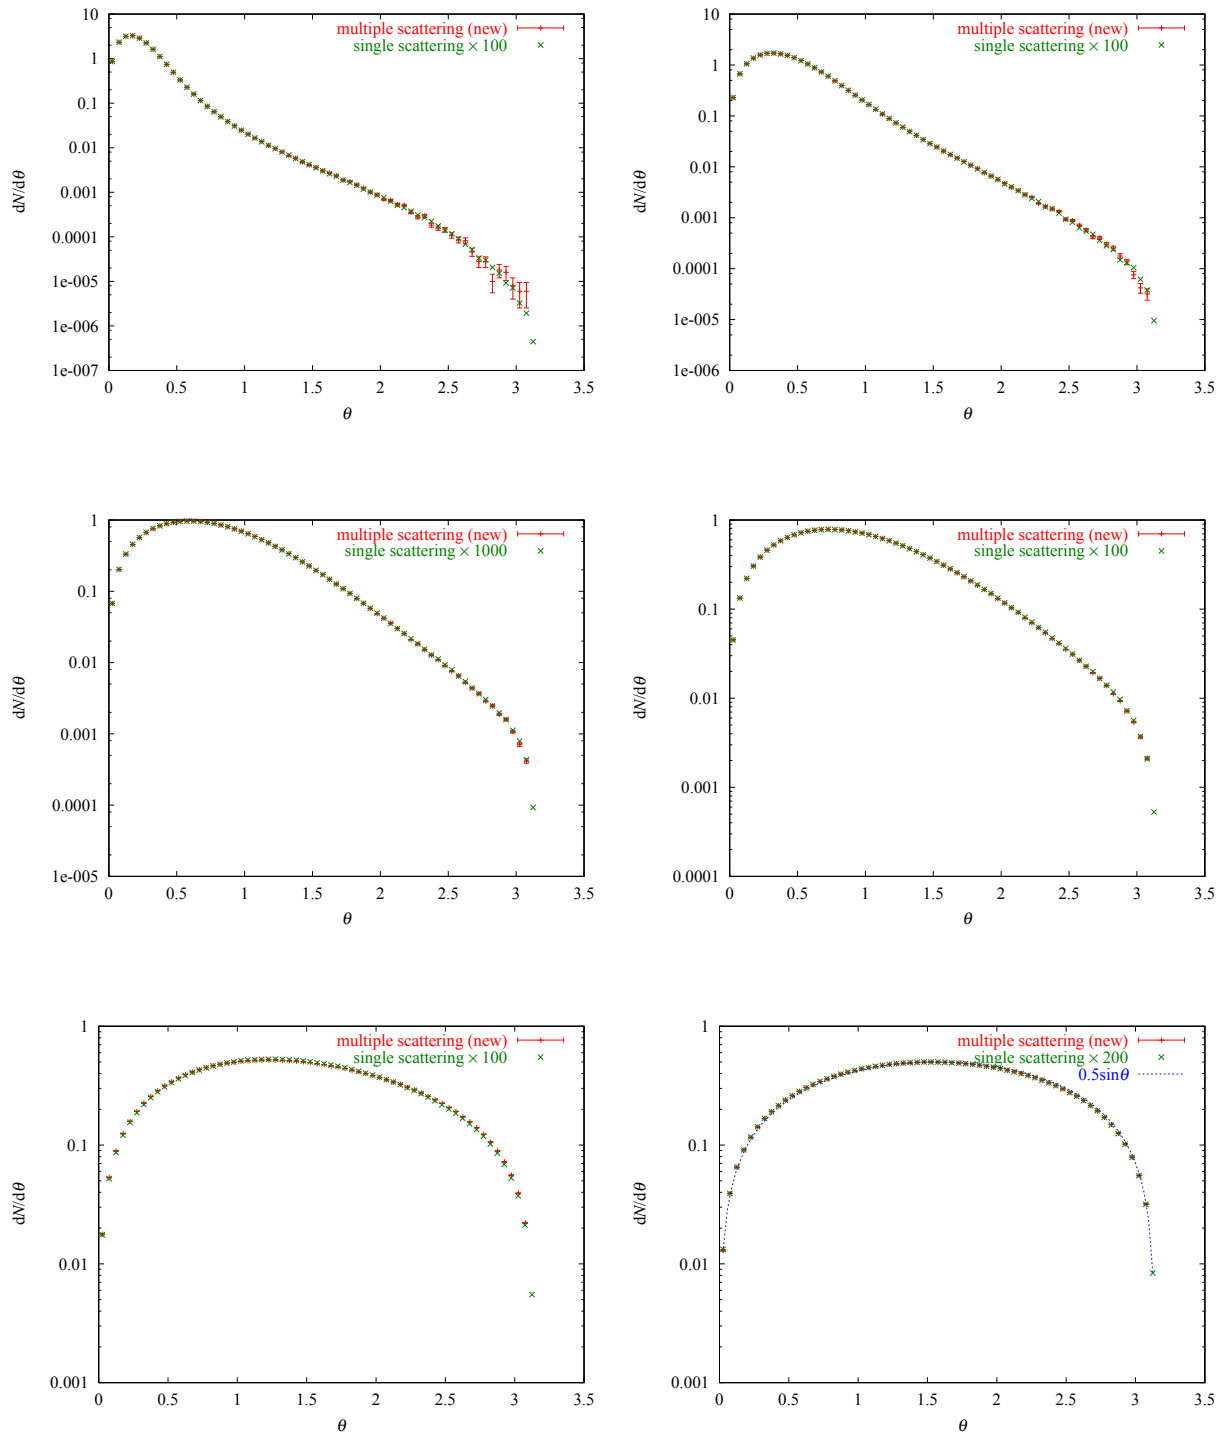 10
1
0.1
0.01
0.001
0.0001
1e-005
1e-006
1e-007
dN/dθ
multiple scattering (new)
single scattering × 100
0 0.5 1 1.5 2 2.5 3 3.5
θ
10
1
0.1
0.01
0.001
0.0001
1e-005
1e-006
dN/dθ
multiple scattering (new)
single scattering × 100
0 0.5 1 1.5 2 2.5 3 3.5
θ
1
0.1
0.01
0.001
0.0001
1e-005
dN/dθ
multiple scattering (new)
single scattering × 1000
0 0.5 1 1.5 2 2.5 3 3.5
θ
1
0.1
0.01
0.001
0.0001
dN/dθ
multiple scattering (new)
single scattering × 100
0 0.5 1 1.5 2 2.5 3 3.5
θ
1
0.1
0.01
0.001
dN/dθ
multiple scattering (new)
single scattering × 100
0 0.5 1 1.5 2 2.5 3 3.5
θ
1
0.1
0.01
0.001
dN/dθ
multiple scattering (new)
single scattering × 200
0.5sinθ
0 0.5 1 1.5 2 2.5 3 3.5
θ